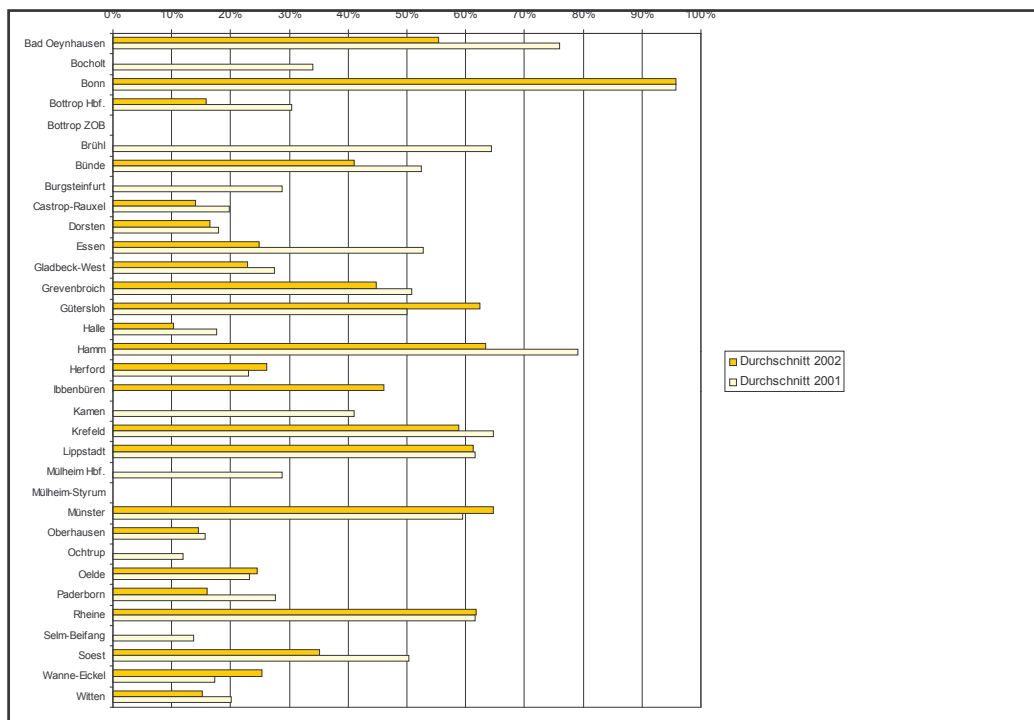 0% 10% 20% 30% 40% 50% 60% 70% 80% 90% 100%
Bad Oeynhausen
Bocholt
Bonn
Bottrop Hbf.
Bottrop ZOB
Brühl
Bünde
Burgsteinfurt
Castrop-Rauxel
Dorsten
Essen
Gladbeck-West
Grevenbroich
Gütersloh
Halle
Hamm
Herford
Ibbenbüren
Kamen
Krefeld
Lippstadt
Mülheim Hbf.
Mülheim-Styrum
Münster
Oberhausen
Ochtrup
Oelde
Paderborn
Rheine
Selm-Beifang
Soest
Wanne-Eickel
Witten
Durchschnitt 2002
Durchschnitt 2001